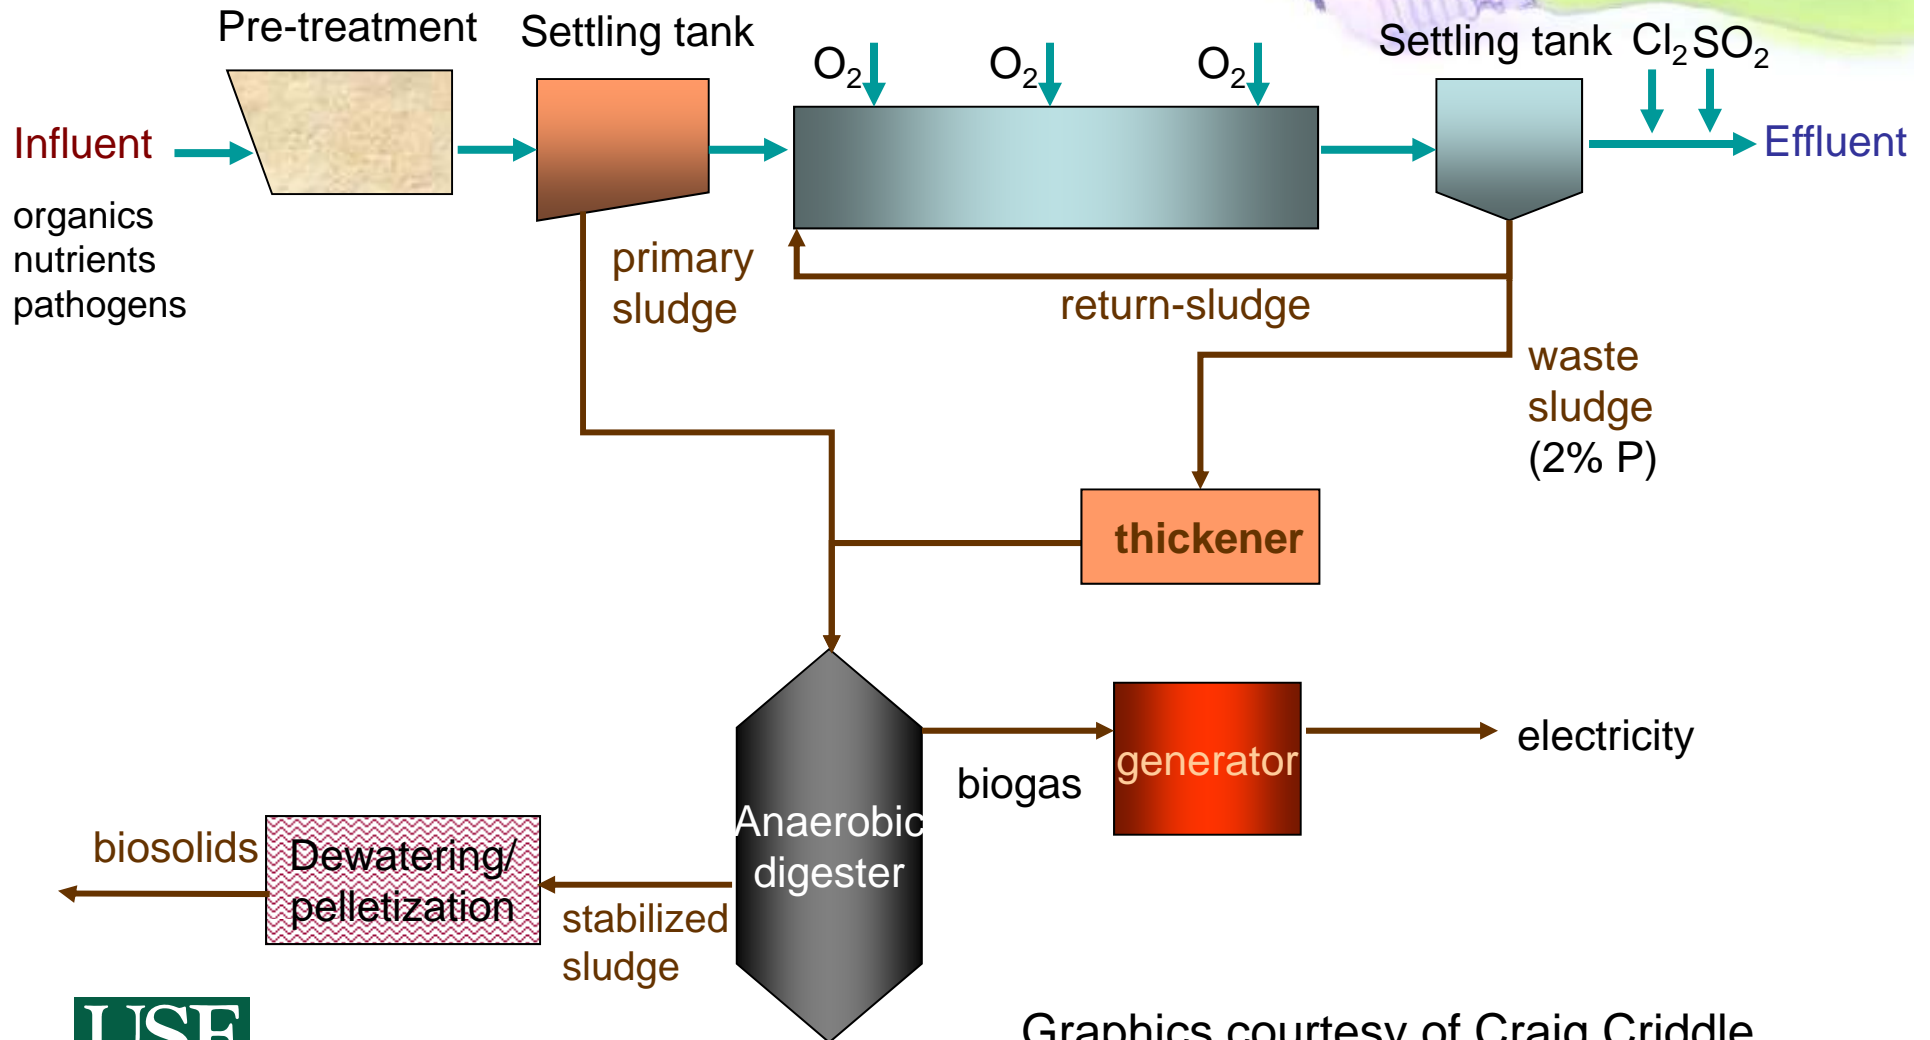 Pre-treatment
Settling tank
O₂
O₂
O₂
Settling tank
Cl₂
SO₂
Influent
Effluent
organics
nutrients
pathogens
primary
sludge
return-sludge
waste
sludge
(2% P)
thickener
generator
electricity
biogas
Anaerobic
digester
biosolids
Dewatering/
pelletization
stabilized
sludge
USF
Graphics courtesy of Craig Criddle